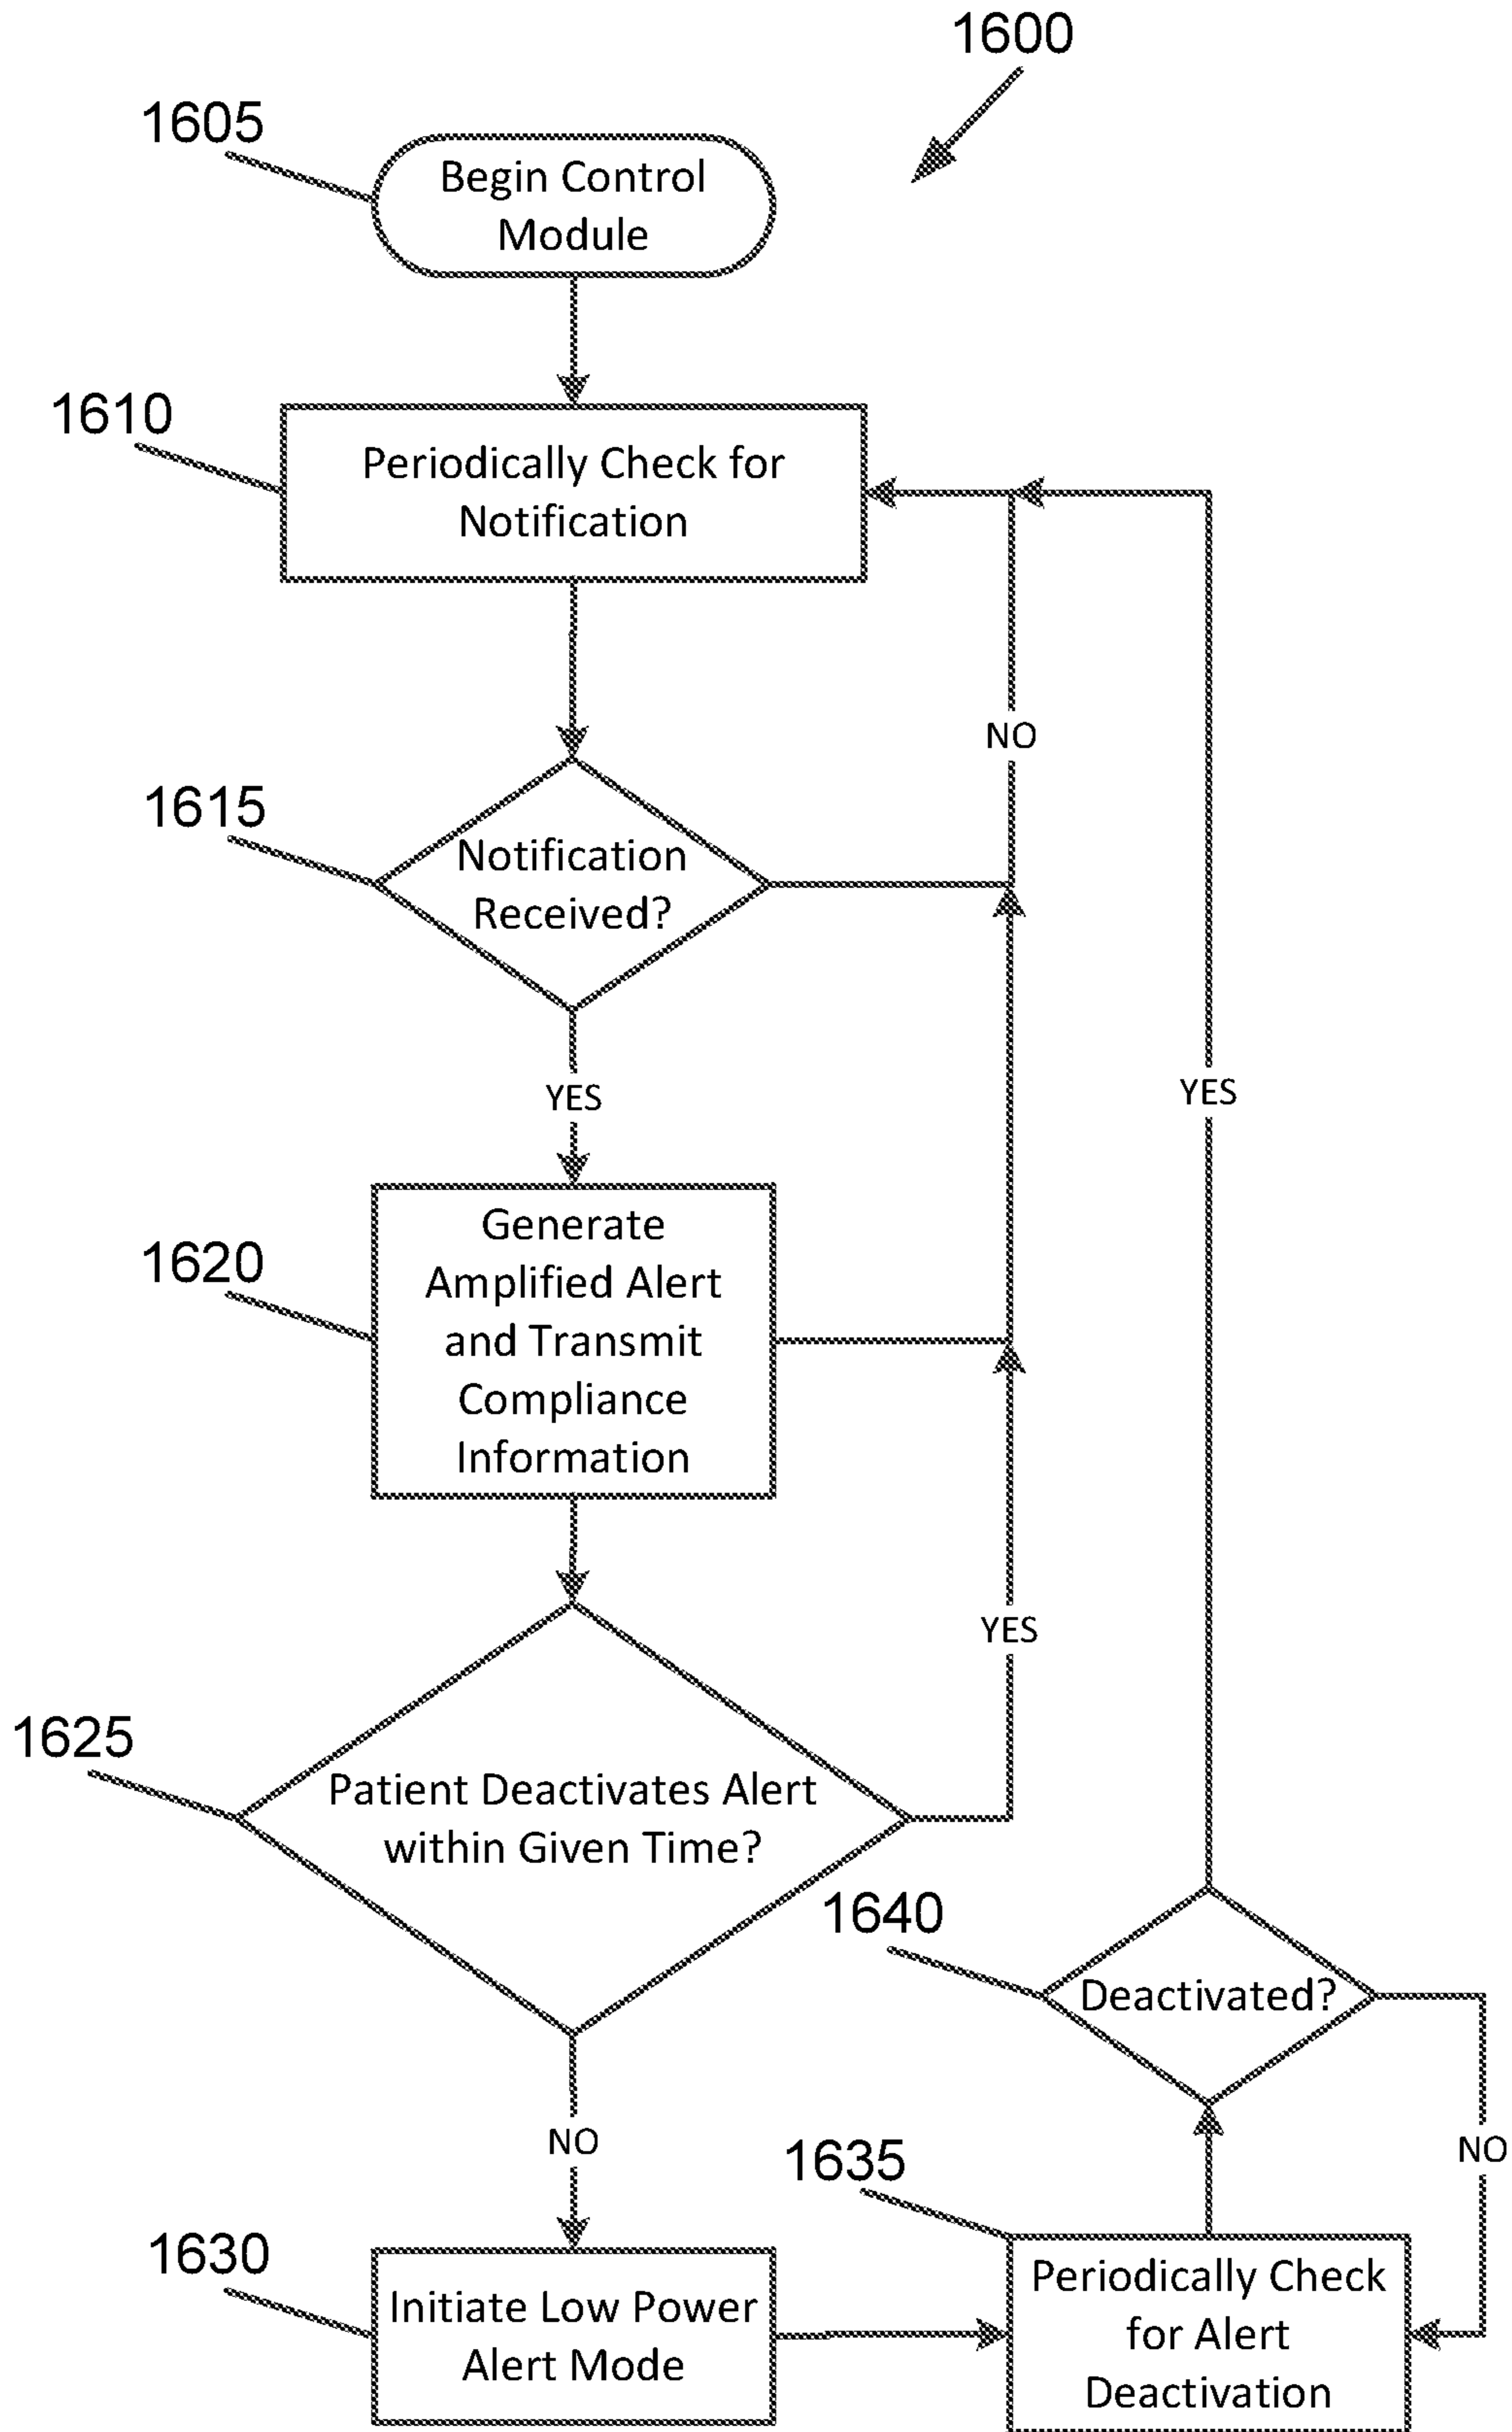 1600
1605
Begin Control
Module
1610
Periodically Check for
Notification
NO
1615
Notification
Received?
YES
YES
1620
Generate
Amplified Alert
and Transmit
Compliance
Information
YES
1625
Patient Deactivates Alert
within Given Time?
1640
Deactivated?
NO
NO
1635
1630
Initiate Low Power
Alert Mode
Periodically Check
for Alert
Deactivation